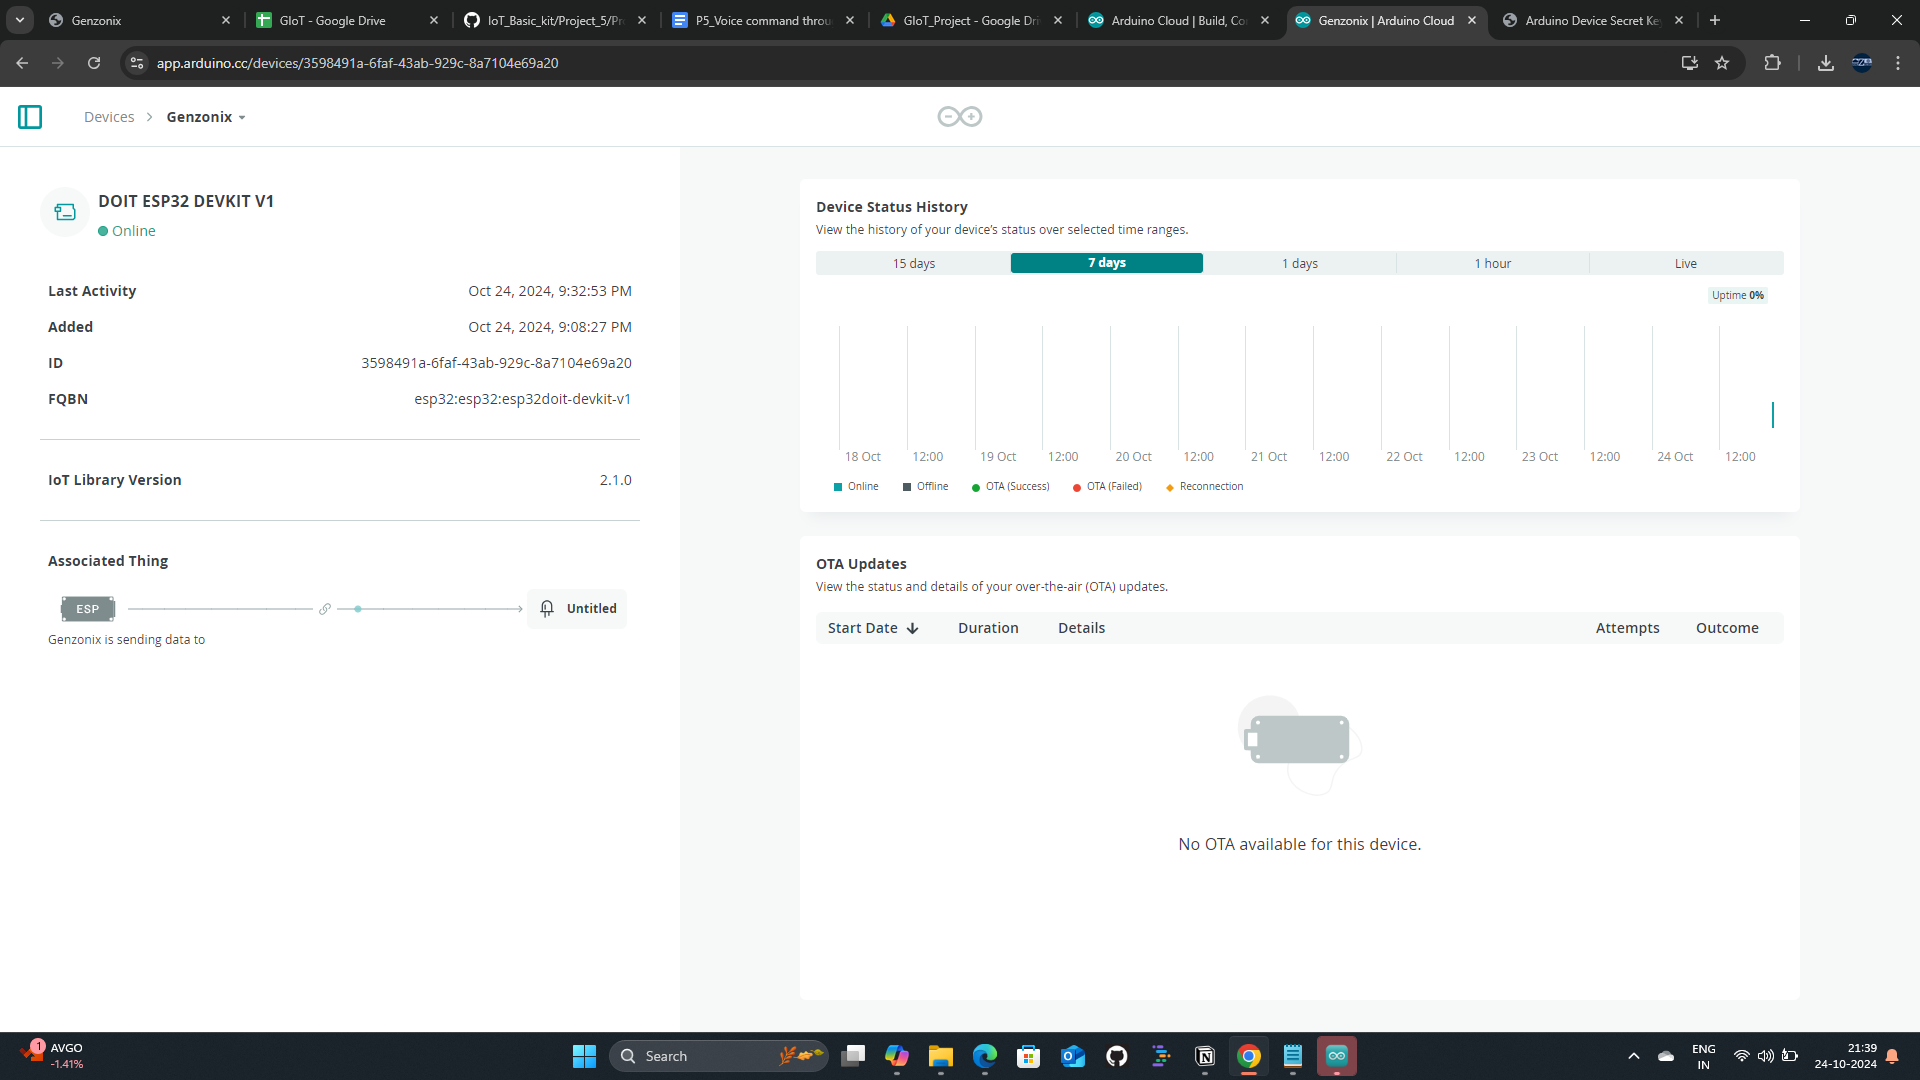 Genzonix
GIoT - Google Drive
IoT_Basic_kit/Project_5/Pr
P5_Voice command throu
GIoT_Project - Google Dri
Arduino Cloud | Build, Co
Genzonix | Arduino Cloud
Arduino Device Secret Ke
app.arduino.cc/devices/3598491a-6faf-43ab-929c-8a7104e69a20
Devices > Genzonix
DOIT ESP32 DEVKIT V1
Online
Last Activity Oct 24, 2024, 9:32:53 PM
Added Oct 24, 2024, 9:08:27 PM
ID 3598491a-6faf-43ab-929c-8a7104e69a20
FQBN esp32:esp32:esp32doit-devkit-v1
IoT Library Version 2.1.0
Associated Thing
ESP
Untitled
Genzonix is sending data to
Device Status History
View the history of your device’s status over selected time ranges.
15 days 7 days 1 days 1 hour Live
Uptime 0%
18 Oct 12:00 19 Oct 12:00 20 Oct 12:00 21 Oct 12:00 22 Oct 12:00 23 Oct 12:00 24 Oct 12:00
Online Offline OTA (Success) OTA (Failed) Reconnection
OTA Updates
View the status and details of your over-the-air (OTA) updates.
Start Date Duration Details Attempts Outcome
No OTA available for this device.
1
AVGO
-1.41%
Search
ENG
IN
21:39
24-10-2024